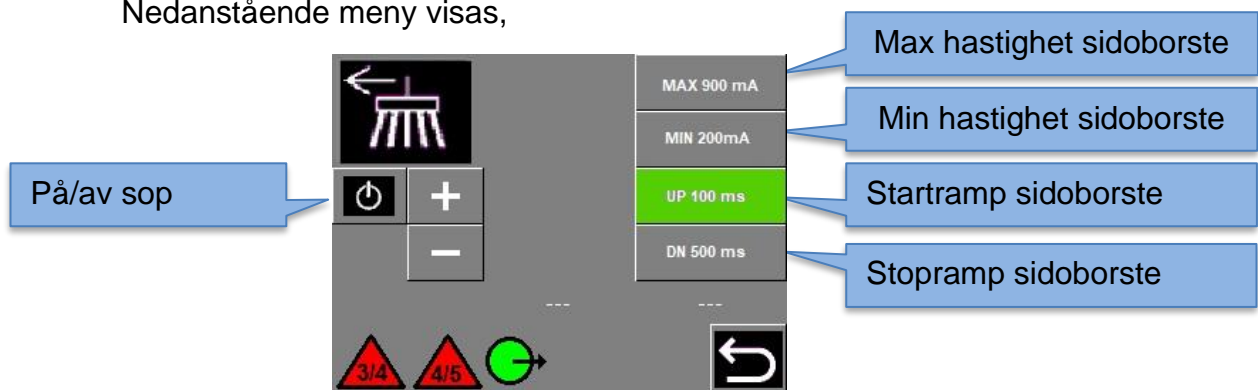 Nedanstående meny visas,
Max hastighet sidoborste
MAX 900 mA
Min hastighet sidoborste
MIN 200mA
På/av sop
UP 100 ms
Startramp sidoborste
DN 500 ms
Stopramp sidoborste
--- ---
3/4 4/5